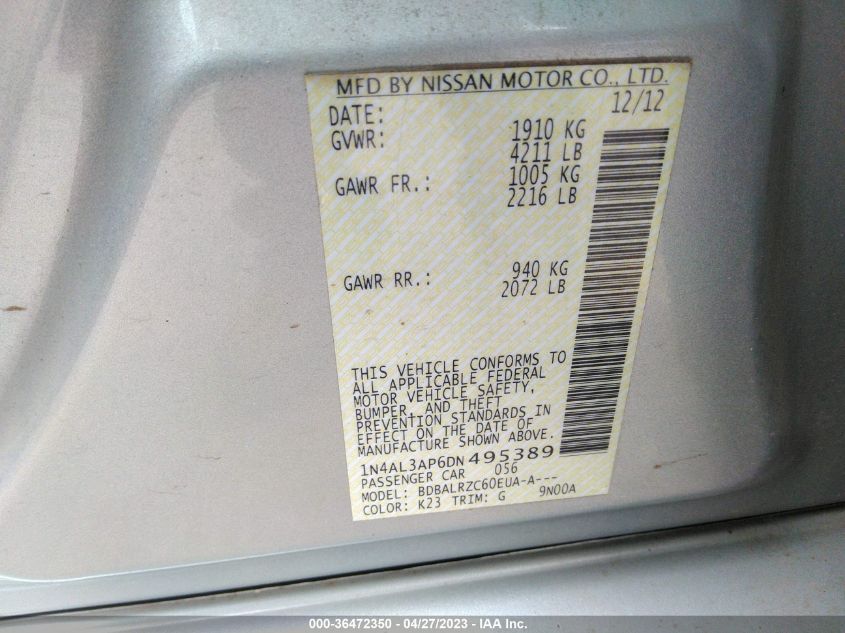 MFD BY NISSAN MOTOR CO., LTD.
DATE: 12/12
GVWR: 1910 KG
4211 LB
GAWR FR.: 1005 KG
2216 LB
GAWR RR.: 940 KG
2072 LB
THIS VEHICLE CONFORMS TO
ALL APPLICABLE FEDERAL
MOTOR VEHICLE SAFETY,
BUMPER, AND THEFT
PREVENTION STANDARDS IN
EFFECT ON THE DATE OF
MANUFACTURE SHOWN ABOVE.
1N4AL3AP6DN495389
PASSENGER CAR 056
MODEL: BDBALRZC60EUA-A---
COLOR: K23 TRIM: G 9N00A
000-36472350 - 04/27/2023 - IAA Inc.